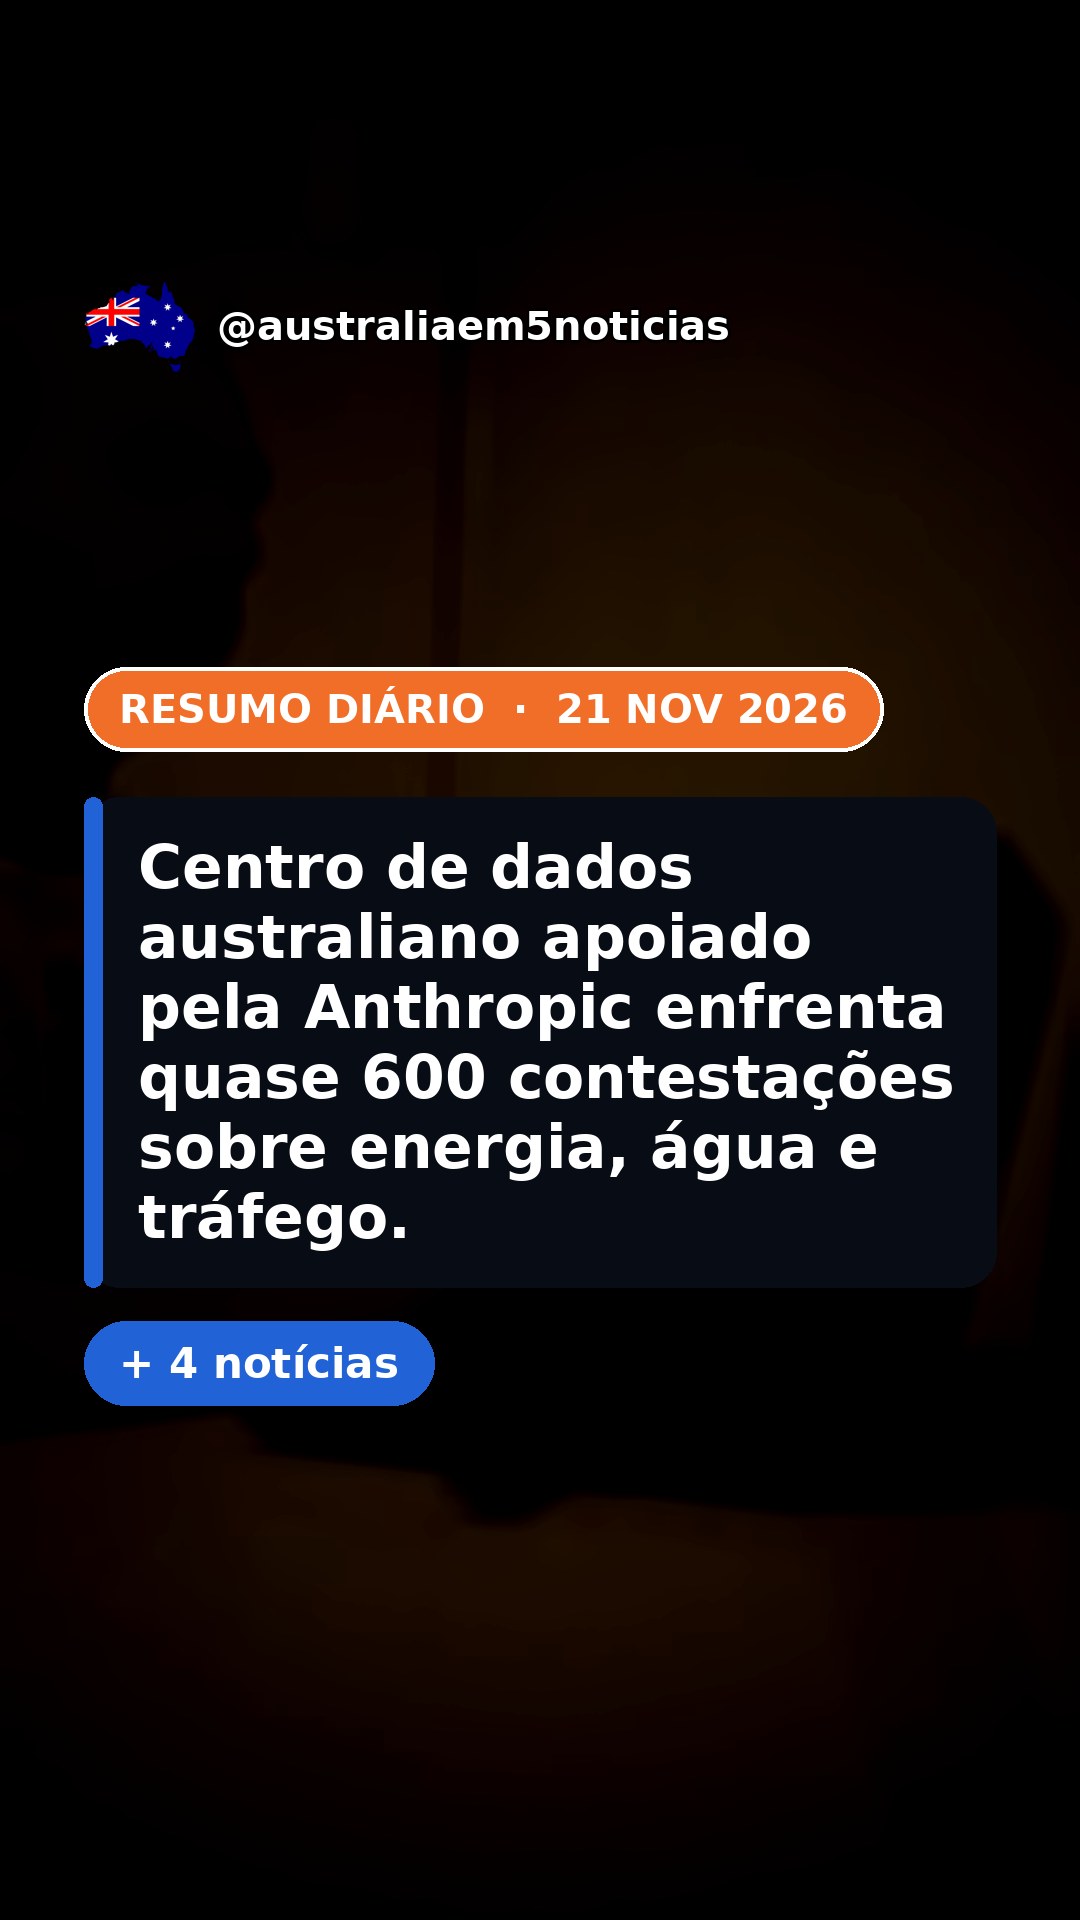 @australiaem5noticias
RESUMO DIÁRIO · 21 NOV 2026
Centro de dados
australiano apoiado
pela Anthropic enfrenta
quase 600 contestações
sobre energia, água e
tráfego.
+ 4 notícias